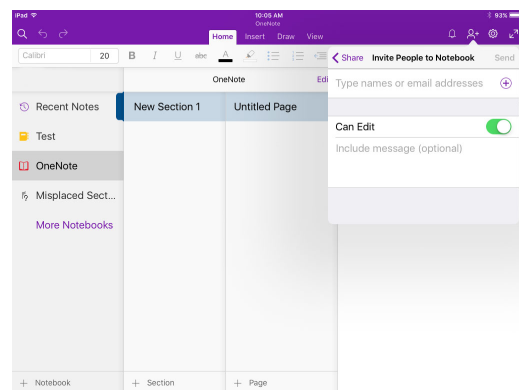 iPad 10:05 AM 93%
OneNote
Home Insert Draw View
Calibri 20 B I U abc A
Share Invite People to Notebook Send
OneNote Edi
Type names or email addresses
Recent Notes New Section 1 Untitled Page
Can Edit
Test
Include message (optional)
OneNote
Misplaced Sect...
More Notebooks
+ Notebook + Section + Page